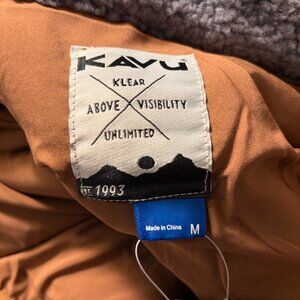 KAVU
KLEAR
ABOVE VISIBILITY
UNLIMITED
EST. 1993
Made in China M